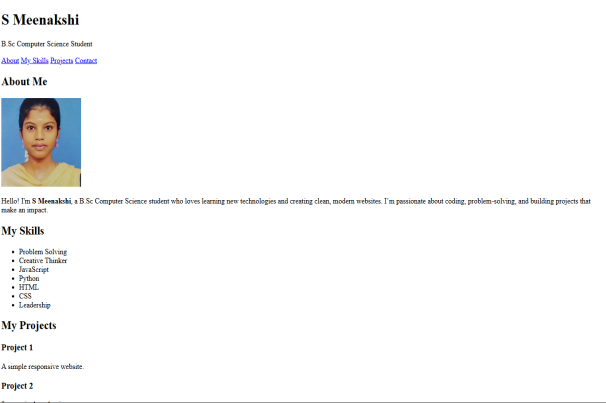 S Meenakshi
B.Sc Computer Science Student
About My Skills Projects Contact
About Me
Hello! I'm S Meenakshi, a B.Sc Computer Science student who loves learning new technologies and creating clean, modern websites. I'm passionate about coding, problem-solving, and building projects that
make an impact.
My Skills
Problem Solving
Creative Thinker
JavaScript
Python
HTML
CSS
Leadership
My Projects
Project 1
A simple responsive website.
Project 2